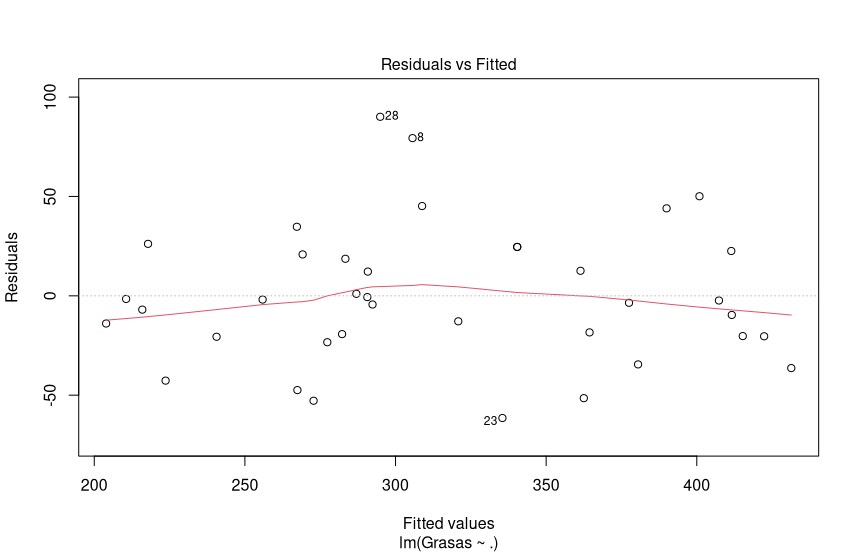 Residuals vs Fitted
Residuals
100
50
0
-50
28
8
23
200 250 300 350 400
Fitted values
lm(Grasas ~ .)